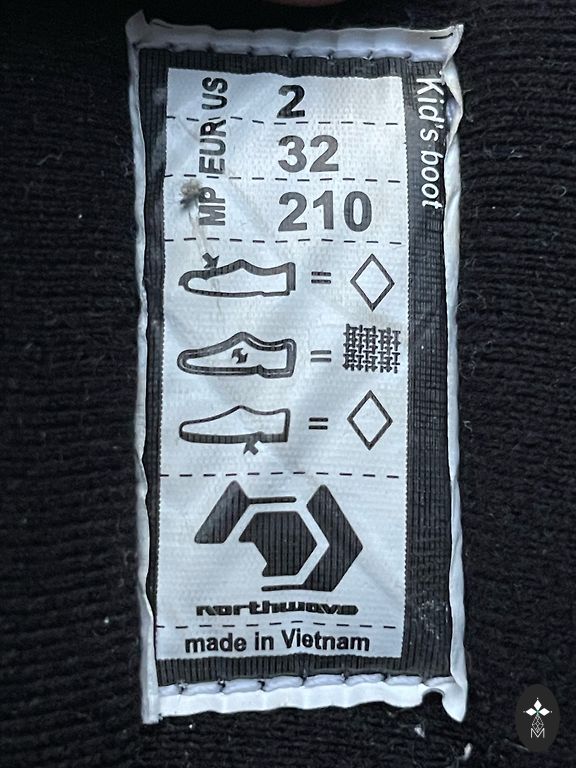 US 2
EUR 32
MP 210
Kid's boot
northwave
made in Vietnam
M